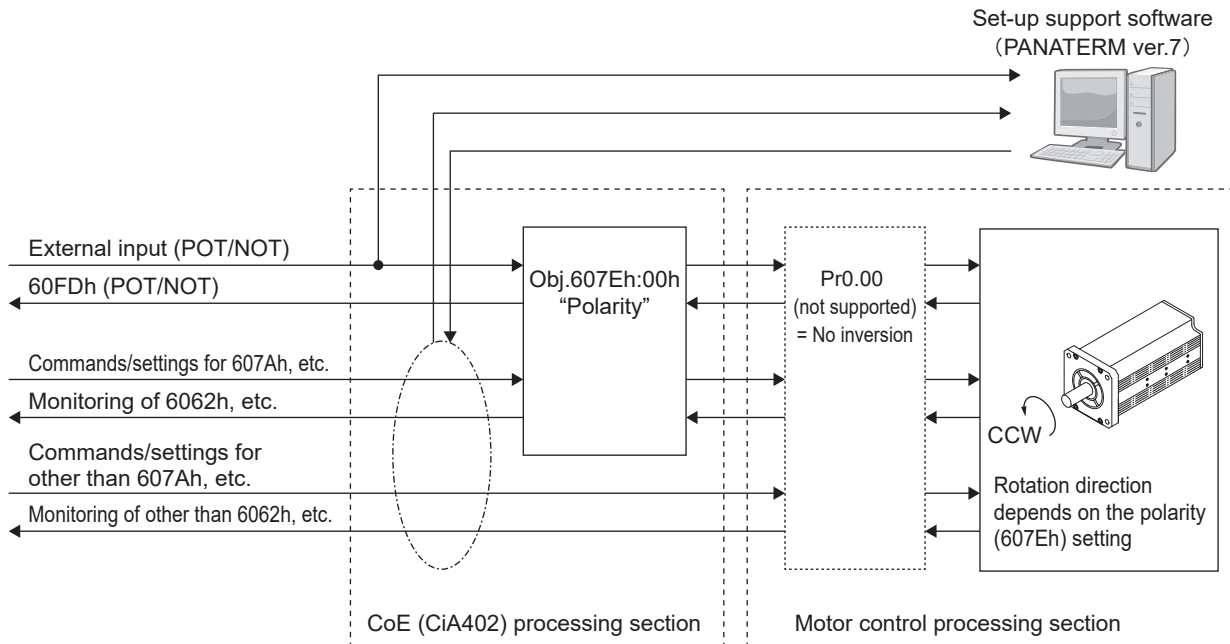 Set-up support software
（PANATERM ver.7）
External input (POT/NOT)
60FDh (POT/NOT)
Commands/settings for 607Ah, etc.
Monitoring of 6062h, etc.
Commands/settings for
other than 607Ah, etc.
Monitoring of other than 6062h, etc.
Obj.607Eh:00h
“Polarity”
Pr0.00
(not supported)
= No inversion
CCW
Rotation direction
depends on the polarity
(607Eh) setting
CoE (CiA402) processing section
Motor control processing section